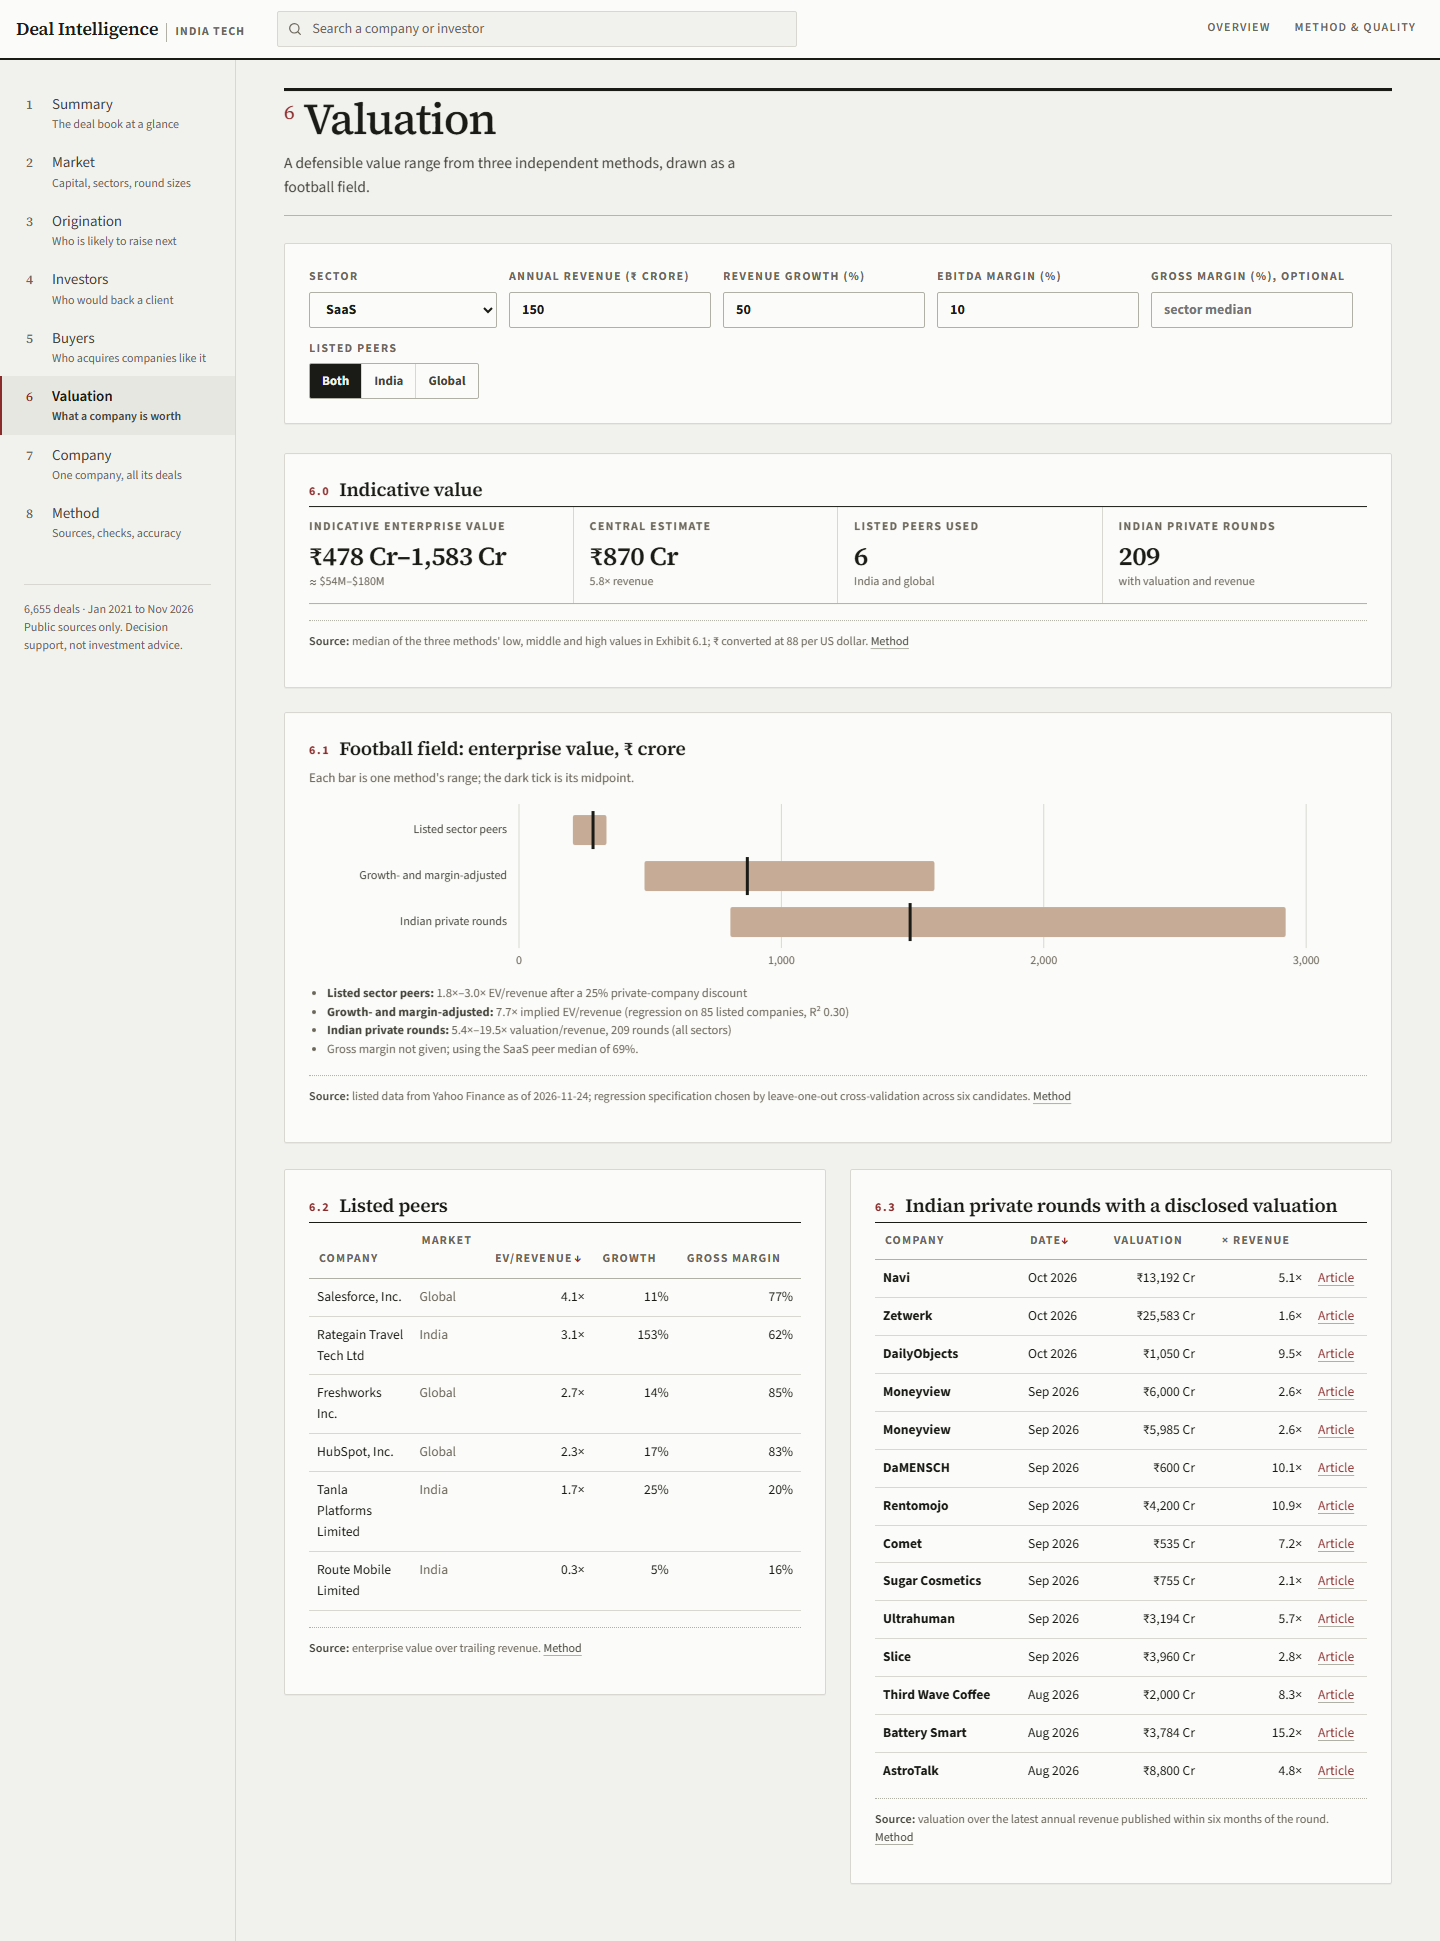 Deal Intelligence | INDIA TECH
Search a company or investor
OVERVIEW
METHOD & QUALITY
1 Summary
The deal book at a glance
2 Market
Capital, sectors, round sizes
3 Origination
Who is likely to raise next
4 Investors
Who would back a client
5 Buyers
Who acquires companies like it
6 Valuation
What a company is worth
7 Company
One company, all its deals
8 Method
Sources, checks, accuracy
6,655 deals · Jan 2021 to Nov 2026
Public sources only. Decision
support, not investment advice.
6 Valuation
A defensible value range from three independent methods, drawn as a
football field.
SECTOR ANNUAL REVENUE (₹ CRORE) REVENUE GROWTH (%) EBITDA MARGIN (%) GROSS MARGIN (%), OPTIONAL
SaaS 150 50 10 sector median
LISTED PEERS
Both India Global
6.0 Indicative value
INDICATIVE ENTERPRISE VALUE CENTRAL ESTIMATE LISTED PEERS USED INDIAN PRIVATE ROUNDS
₹478 Cr–1,583 Cr ₹870 Cr 6 209
≈ $54M–$180M 5.8× revenue India and global with valuation and revenue
Source: median of the three methods' low, middle and high values in Exhibit 6.1; ₹ converted at 88 per US dollar. Method
6.1 Football field: enterprise value, ₹ crore
Each bar is one method's range; the dark tick is its midpoint.
Listed sector peers
Growth- and margin-adjusted
Indian private rounds
0 1,000 2,000 3,000
• Listed sector peers: 1.8×–3.0× EV/revenue after a 25% private-company discount
• Growth- and margin-adjusted: 7.7× implied EV/revenue (regression on 85 listed companies, R² 0.30)
• Indian private rounds: 5.4×–19.5× valuation/revenue, 209 rounds (all sectors)
• Gross margin not given; using the SaaS peer median of 69%.
Source: listed data from Yahoo Finance as of 2026-11-24; regression specification chosen by leave-one-out cross-validation across six candidates. Method
6.2 Listed peers
COMPANY MARKET EV/REVENUE↓ GROWTH GROSS MARGIN
Salesforce, Inc. Global 4.1× 11% 77%
Rategain Travel India 3.1× 153% 62%
Tech Ltd
Freshworks Global 2.7× 14% 85%
Inc.
HubSpot, Inc. Global 2.3× 17% 83%
Tanla India 1.7× 25% 20%
Platforms
Limited
Route Mobile India 0.3× 5% 16%
Limited
Source: enterprise value over trailing revenue. Method
6.3 Indian private rounds with a disclosed valuation
COMPANY DATE↓ VALUATION × REVENUE
Navi Oct 2026 ₹13,192 Cr 5.1× Article
Zetwerk Oct 2026 ₹25,583 Cr 1.6× Article
DailyObjects Oct 2026 ₹1,050 Cr 9.5× Article
Moneyview Sep 2026 ₹6,000 Cr 2.6× Article
Moneyview Sep 2026 ₹5,985 Cr 2.6× Article
DaMENSCH Sep 2026 ₹600 Cr 10.1× Article
Rentomojo Sep 2026 ₹4,200 Cr 10.9× Article
Comet Sep 2026 ₹535 Cr 7.2× Article
Sugar Cosmetics Sep 2026 ₹755 Cr 2.1× Article
Ultrahuman Sep 2026 ₹3,194 Cr 5.7× Article
Slice Sep 2026 ₹3,960 Cr 2.8× Article
Third Wave Coffee Aug 2026 ₹2,000 Cr 8.3× Article
Battery Smart Aug 2026 ₹3,784 Cr 15.2× Article
AstroTalk Aug 2026 ₹8,800 Cr 4.8× Article
Source: valuation over the latest annual revenue published within six months of the round.
Method